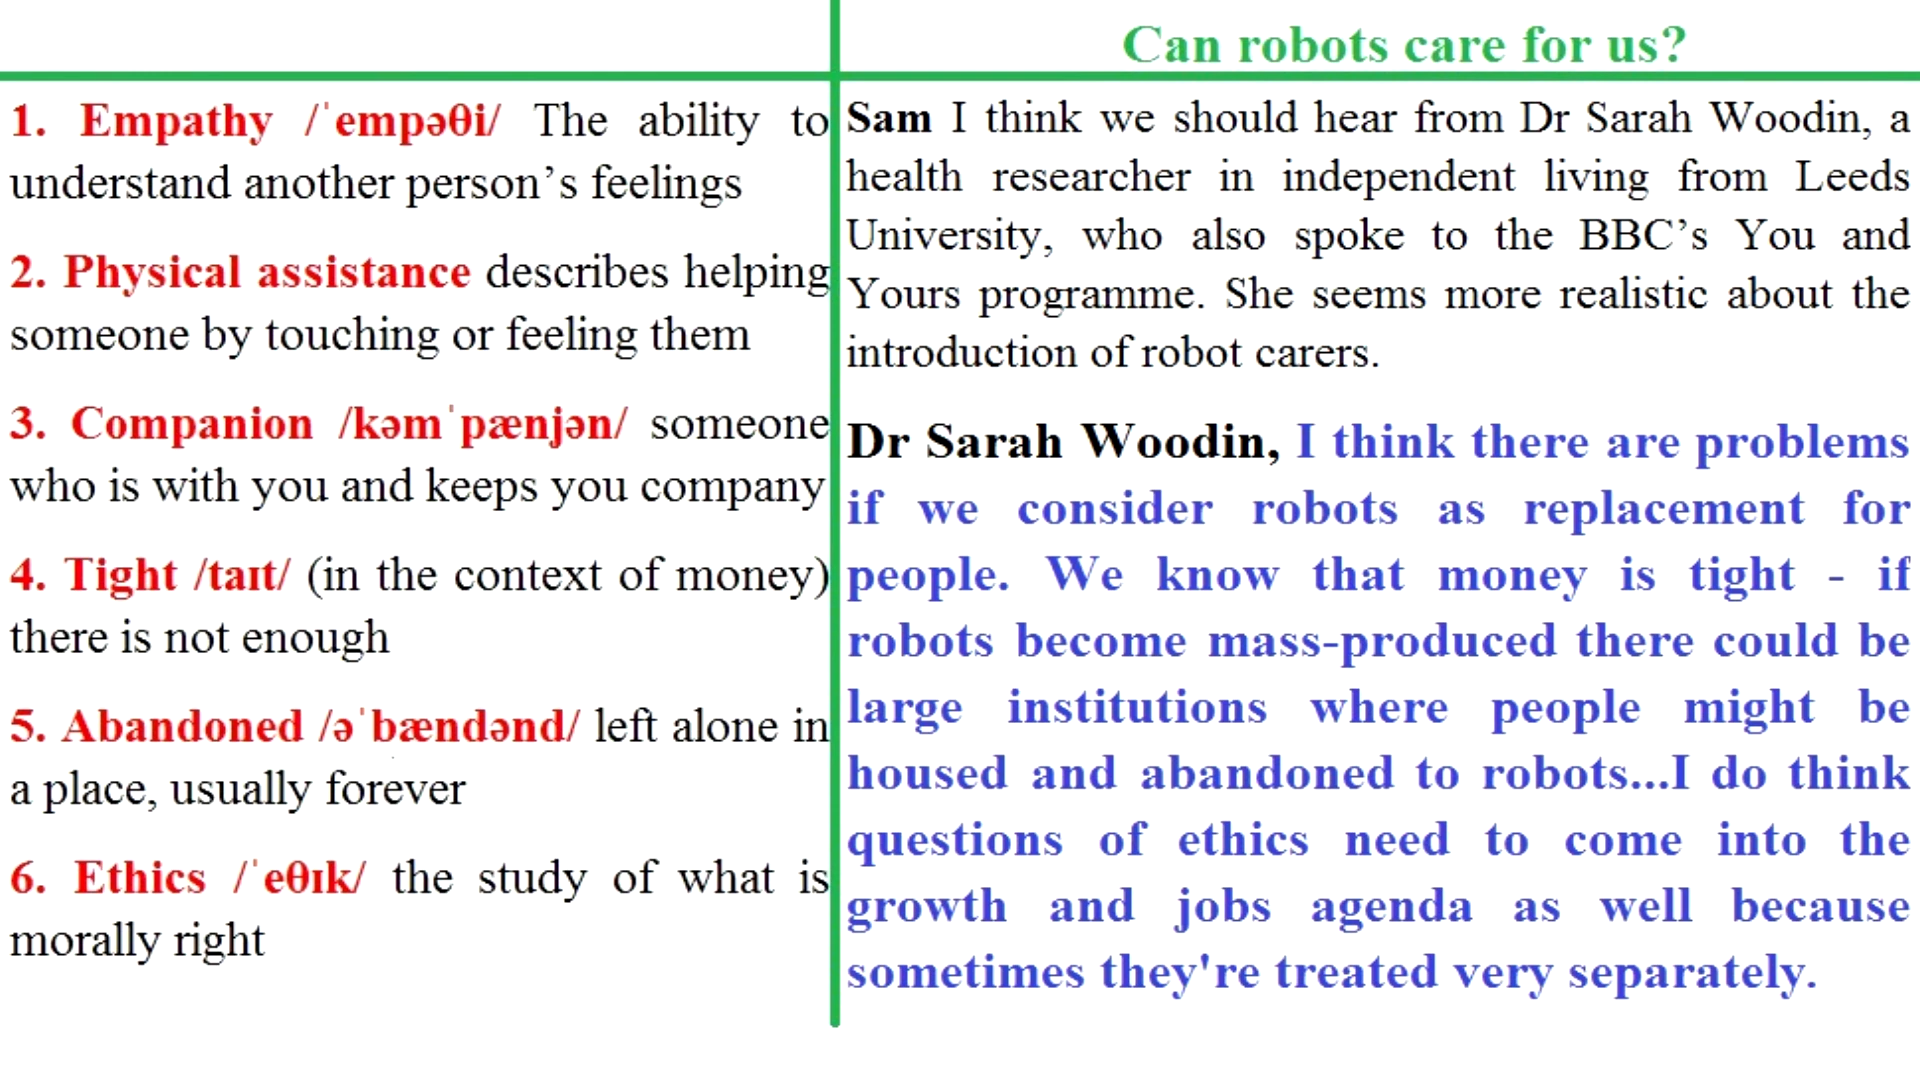 Can robots care for us?
1. Empathy /ˈempəθi/ The ability to
understand another person’s feelings
2. Physical assistance describes helping
someone by touching or feeling them
3. Companion /kəmˈpænjən/ someone
who is with you and keeps you company
4. Tight /taɪt/ (in the context of money)
there is not enough
5. Abandoned /əˈbændənd/ left alone in
a place, usually forever
6. Ethics /ˈeθɪk/ the study of what is
morally right
Sam I think we should hear from Dr Sarah Woodin, a
health researcher in independent living from Leeds
University, who also spoke to the BBC’s You and
Yours programme. She seems more realistic about the
introduction of robot carers.
Dr Sarah Woodin, I think there are problems
if we consider robots as replacement for
people. We know that money is tight - if
robots become mass-produced there could be
large institutions where people might be
housed and abandoned to robots...I do think
questions of ethics need to come into the
growth and jobs agenda as well because
sometimes they're treated very separately.